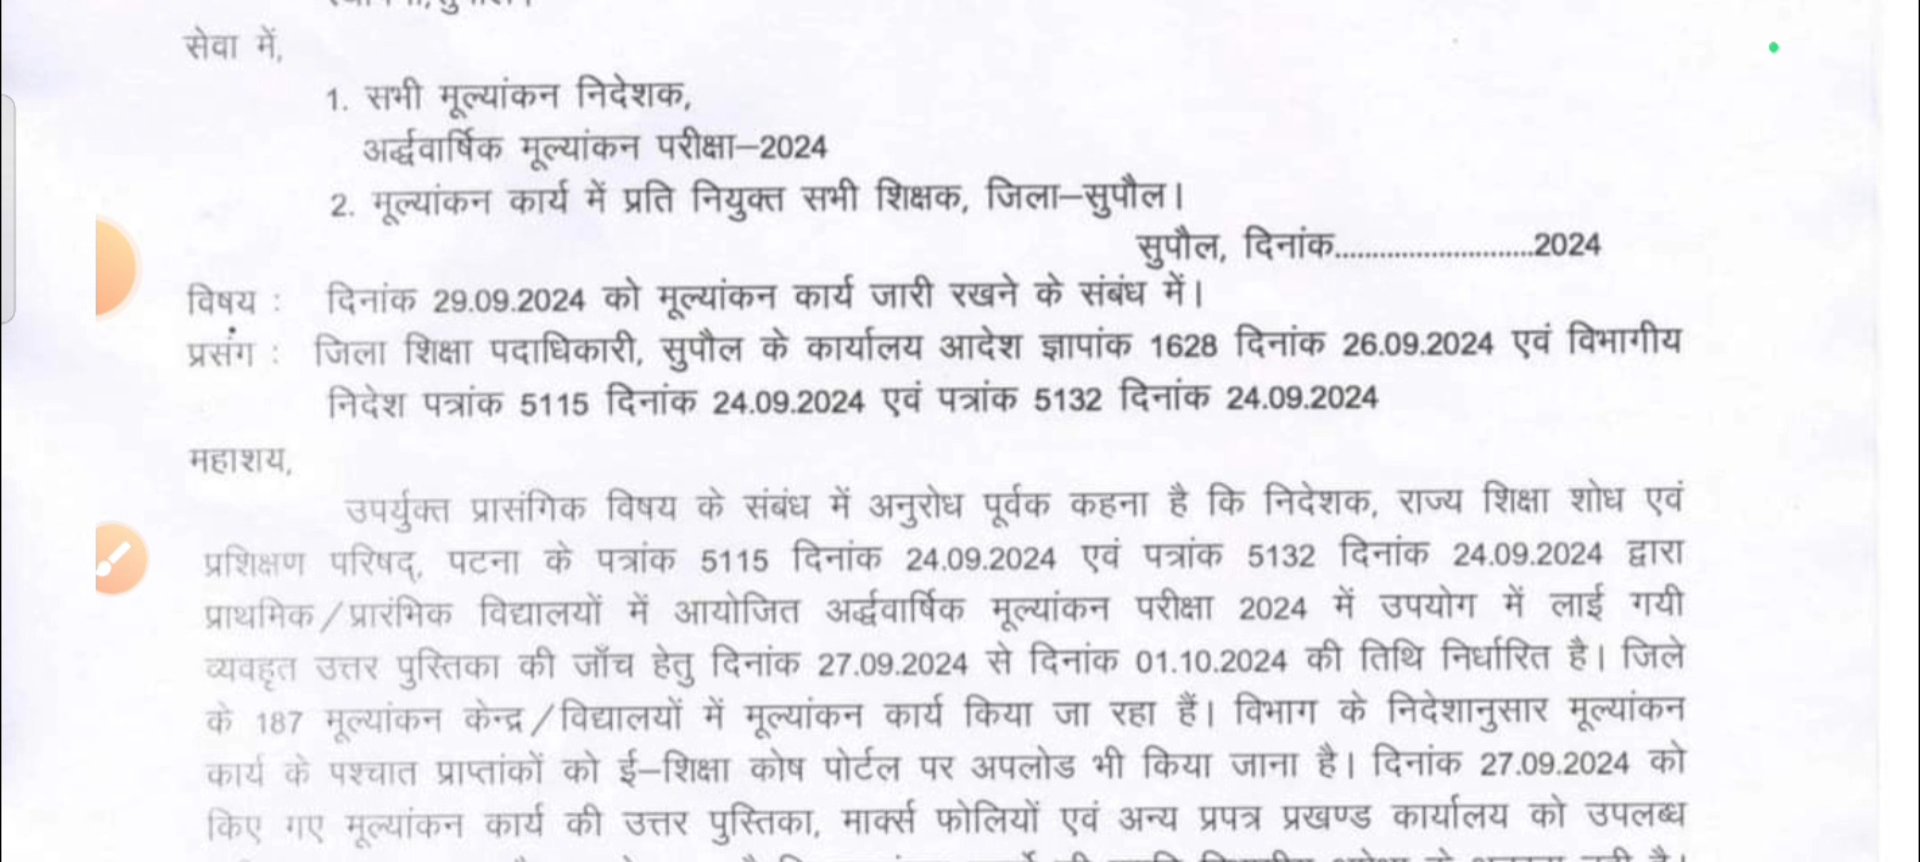 सेवा में,
1. सभी मूल्यांकन निदेशक,
अर्द्धवार्षिक मूल्यांकन परीक्षा–2024
2. मूल्यांकन कार्य में प्रति नियुक्त सभी शिक्षक, जिला–सुपौल।
सुपौल, दिनांक..........................2024
विषय : दिनांक 29.09.2024 को मूल्यांकन कार्य जारी रखने के संबंध में।
प्रसंग : जिला शिक्षा पदाधिकारी, सुपौल के कार्यालय आदेश ज्ञापांक 1628 दिनांक 26.09.2024 एवं विभागीय
निदेश पत्रांक 5115 दिनांक 24.09.2024 एवं पत्रांक 5132 दिनांक 24.09.2024
महाशय,
उपर्युक्त प्रासंगिक विषय के संबंध में अनुरोध पूर्वक कहना है कि निदेशक, राज्य शिक्षा शोध एवं
प्रशिक्षण परिषद्, पटना के पत्रांक 5115 दिनांक 24.09.2024 एवं पत्रांक 5132 दिनांक 24.09.2024 द्वारा
प्राथमिक/प्रारंभिक विद्यालयों में आयोजित अर्द्धवार्षिक मूल्यांकन परीक्षा 2024 में उपयोग में लाई गयी
व्यवहृत उत्तर पुस्तिका की जाँच हेतु दिनांक 27.09.2024 से दिनांक 01.10.2024 की तिथि निर्धारित है। जिले
के 187 मूल्यांकन केन्द्र/विद्यालयों में मूल्यांकन कार्य किया जा रहा हैं। विभाग के निदेशानुसार मूल्यांकन
कार्य के पश्चात प्राप्तांकों को ई–शिक्षा कोष पोर्टल पर अपलोड भी किया जाना है। दिनांक 27.09.2024 को
किए गए मूल्यांकन कार्य की उत्तर पुस्तिका, मार्क्स फोलियों एवं अन्य प्रपत्र प्रखण्ड कार्यालय को उपलब्ध